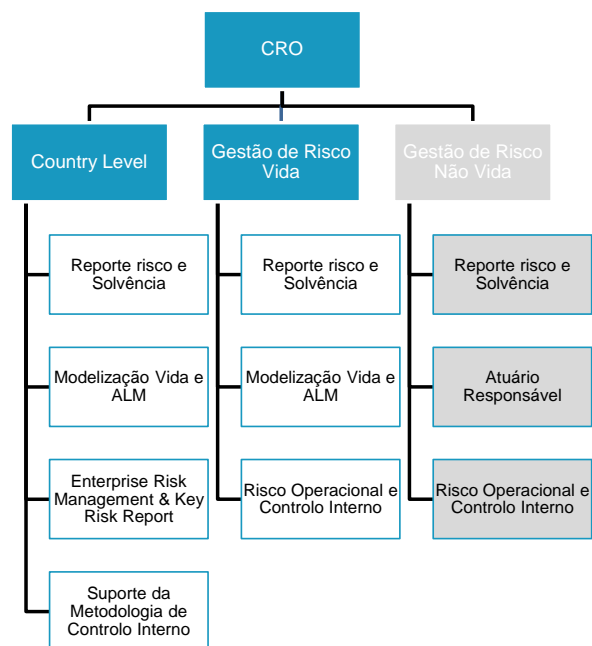 CRO
Country Level
Gestão de Risco
Vida
Gestão de Risco
Não Vida
Reporte risco e
Solvência
Reporte risco e
Solvência
Reporte risco e
Solvência
Modelização Vida e
ALM
Modelização Vida e
ALM
Atuário
Responsável
Enterprise Risk
Management & Key
Risk Report
Risco Operacional e
Controlo Interno
Risco Operacional e
Controlo Interno
Suporte da
Metodologia de
Controlo Interno